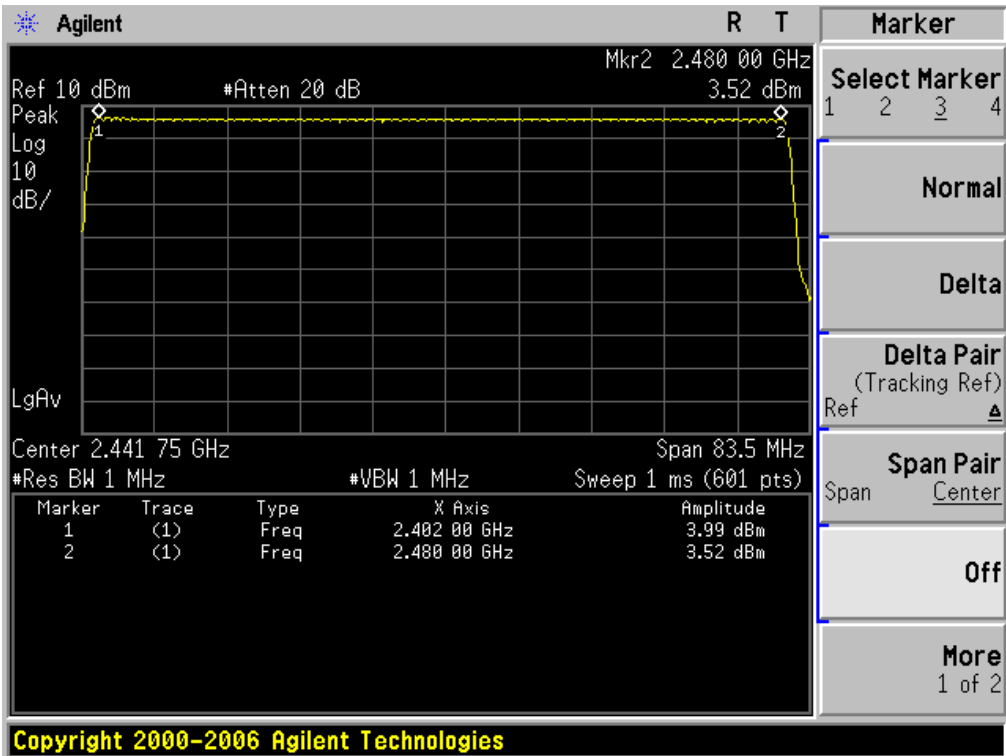 Agilent R T
Mkr2 2.480 00 GHz
Ref 10 dBm #Atten 20 dB 3.52 dBm
Peak
Log
10
dB/
1
2
LgAv
Center 2.441 75 GHz Span 83.5 MHz
#Res BW 1 MHz #VBW 1 MHz Sweep 1 ms (601 pts)
Marker Trace Type X Axis Amplitude
1 (1) Freq 2.402 00 GHz 3.99 dBm
2 (1) Freq 2.480 00 GHz 3.52 dBm
Marker
Select Marker
1 2 3 4
Normal
Delta
Delta Pair
(Tracking Ref)
Ref Δ
Span Pair
Span Center
Off
More
1 of 2
Copyright 2000-2006 Agilent Technologies